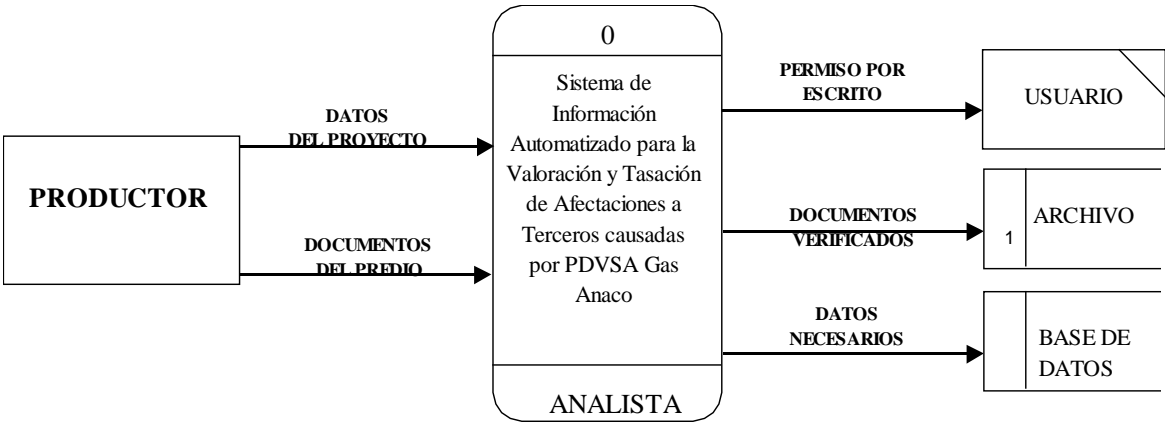 PRODUCTOR
DATOS
DEL PROYECTO
DOCUMENTOS
DEL PREDIO
0
Sistema de
Información
Automatizado para la
Valoración y Tasación
de Afectaciones a
Terceros causadas
por PDVSA Gas
Anaco
ANALISTA
PERMISO POR
ESCRITO
USUARIO
DOCUMENTOS
VERIFICADOS
1
ARCHIVO
DATOS
NECESARIOS
BASE DE
DATOS